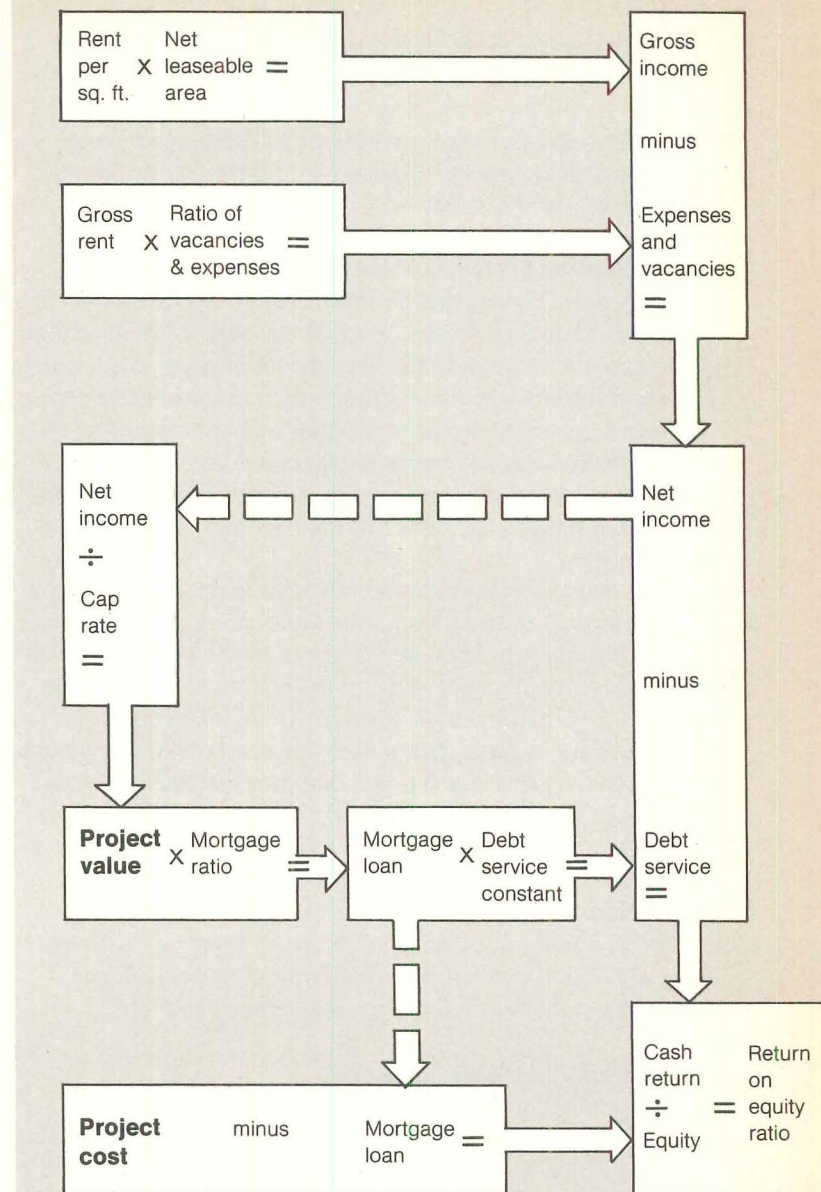 Rent Net
per X leaseable =
sq. ft. area
Gross
income
minus
Expenses
and
vacancies
=
Gross Ratio of
rent X vacancies =
& expenses
Net
income
÷
Cap
rate
=
Net
income
minus
Debt
service
=
Project X Mortgage =
value ratio
Mortgage X Debt =
loan service
constant
Project minus Mortgage =
cost loan
Cash Return
return on
÷ = equity
Equity ratio